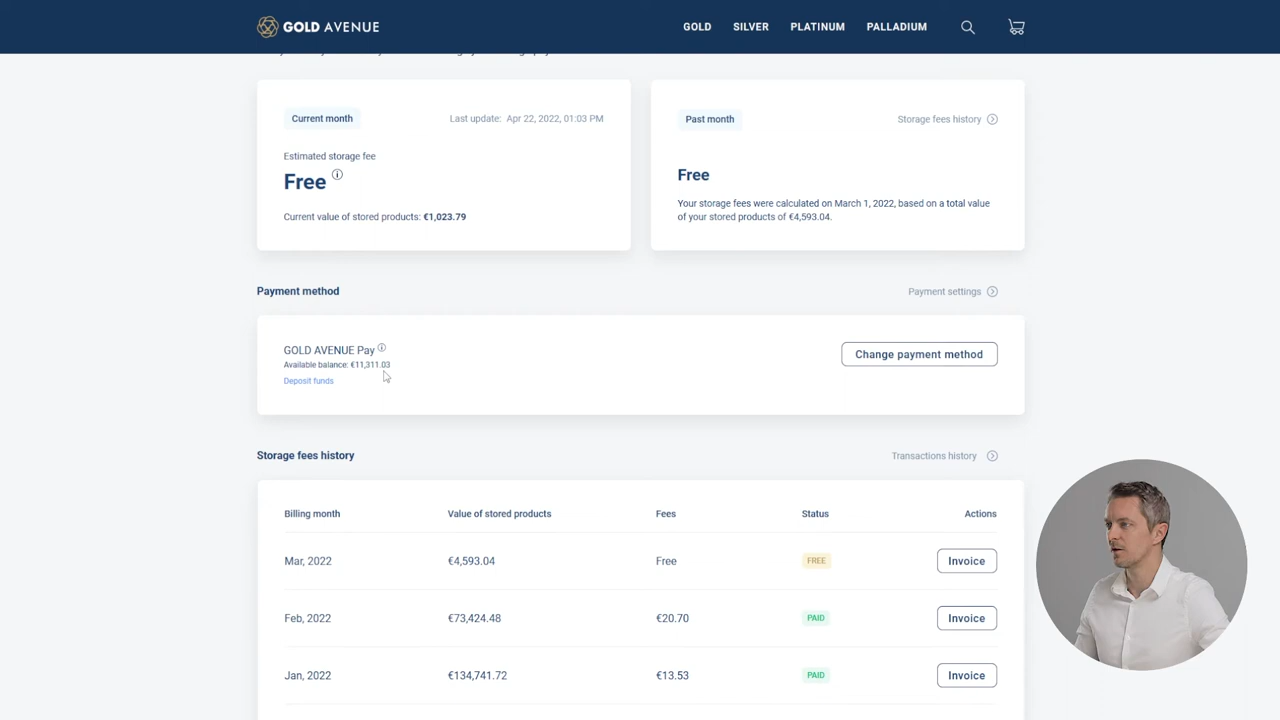 GOLD AVENUE
GOLD SILVER PLATINUM PALLADIUM
Current month
Last update: Apr 22, 2022, 01:03 PM
Estimated storage fee
Free
Current value of stored products: €1,023.79
Past month
Storage fees history
Free
Your storage fees were calculated on March 1, 2022, based on a total value
of your stored products of €4,593.04.
Payment method
Payment settings
GOLD AVENUE Pay
Available balance: €11,311.03
Deposit funds
Change payment method
Storage fees history
Transactions history
Billing month Value of stored products Fees Status Actions
Mar, 2022 €4,593.04 Free FREE Invoice
Feb, 2022 €73,424.48 €20.70 PAID Invoice
Jan, 2022 €134,741.72 €13.53 PAID Invoice